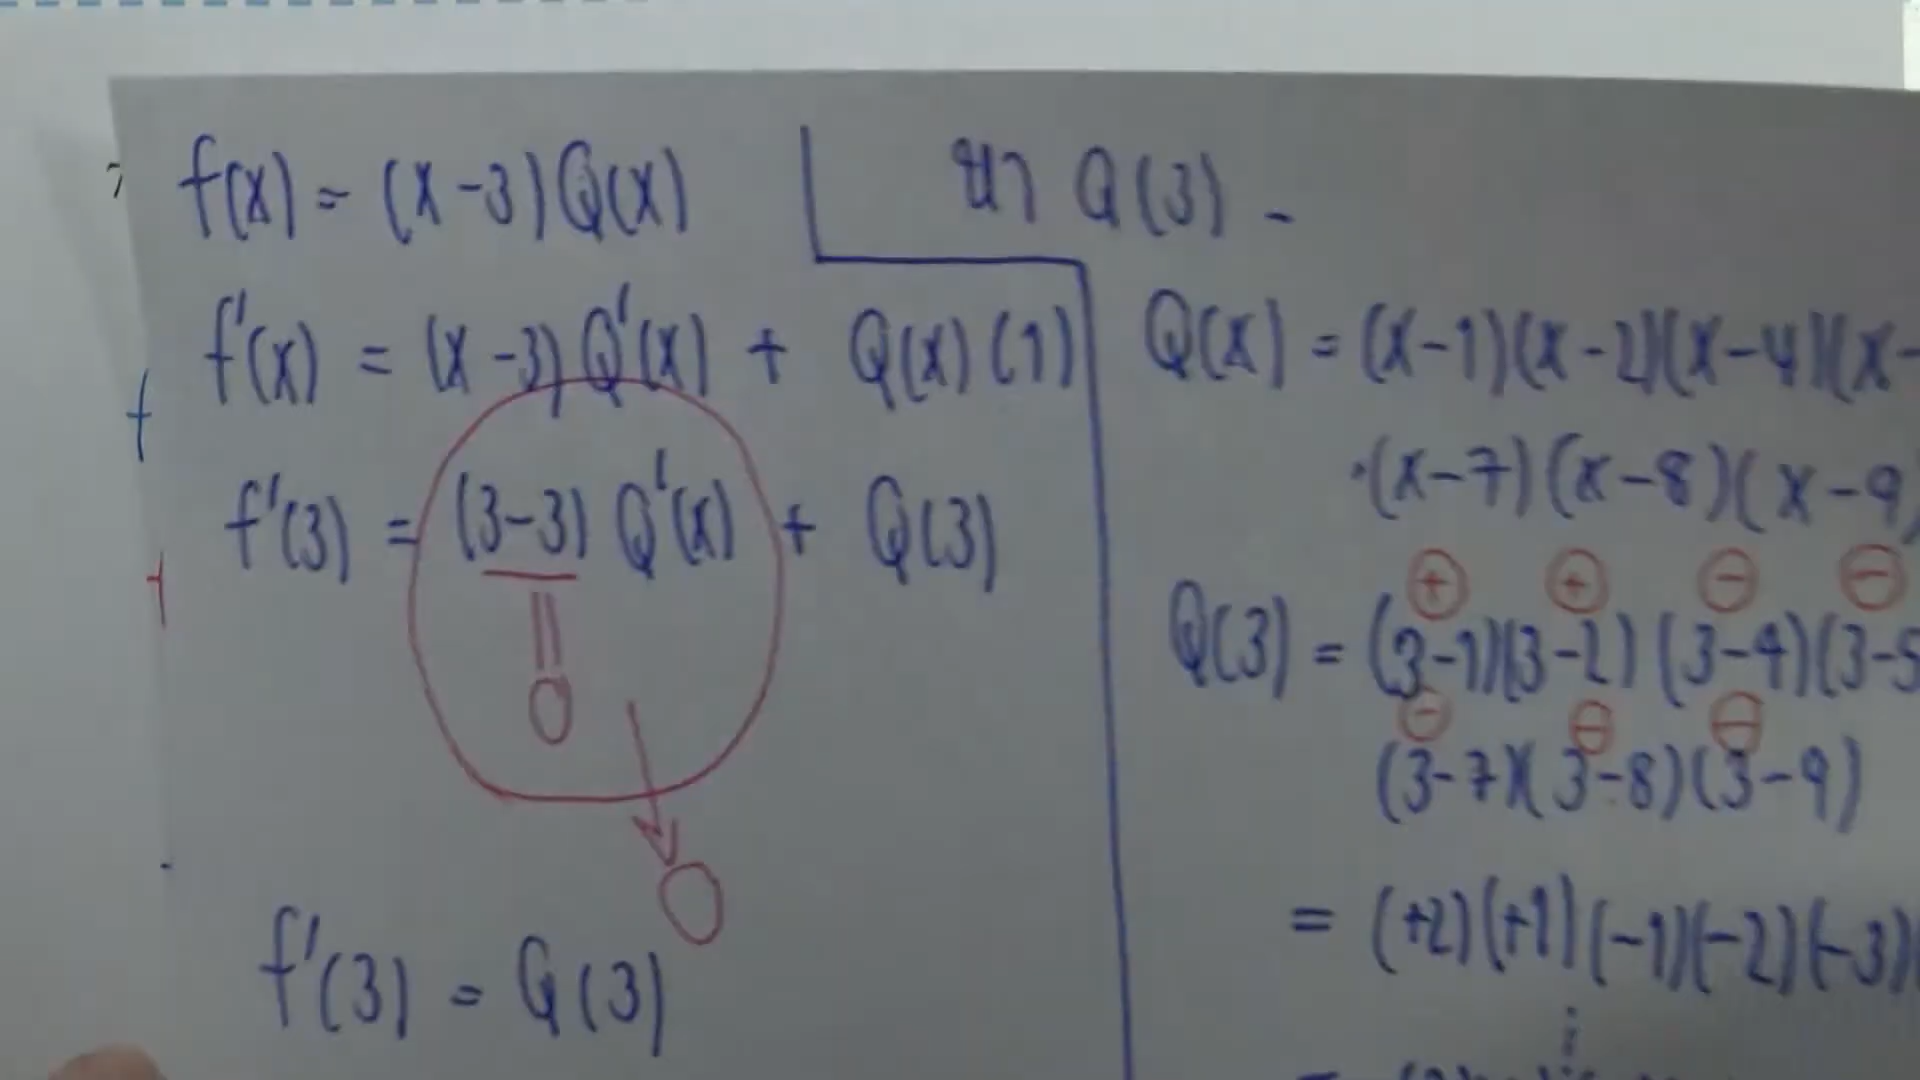 f(x) = (x-3)Q(x)
f'(x) = (x-3)Q'(x) + Q(x)(1)
f'(3) = (3-3) Q'(x) + Q(3)
0
0
f'(3) = Q(3)
หา Q(3) -
Q(x) = (x-1)(x-2)(x-4)(x-
·(x-7)(x-8)(x-9)
+ + - -
Q(3) = (3-1)(3-2)(3-4)(3-5
- - -
(3-7)(3-8)(3-9)
= (+2)(+1)(-1)(-2)(-3)(